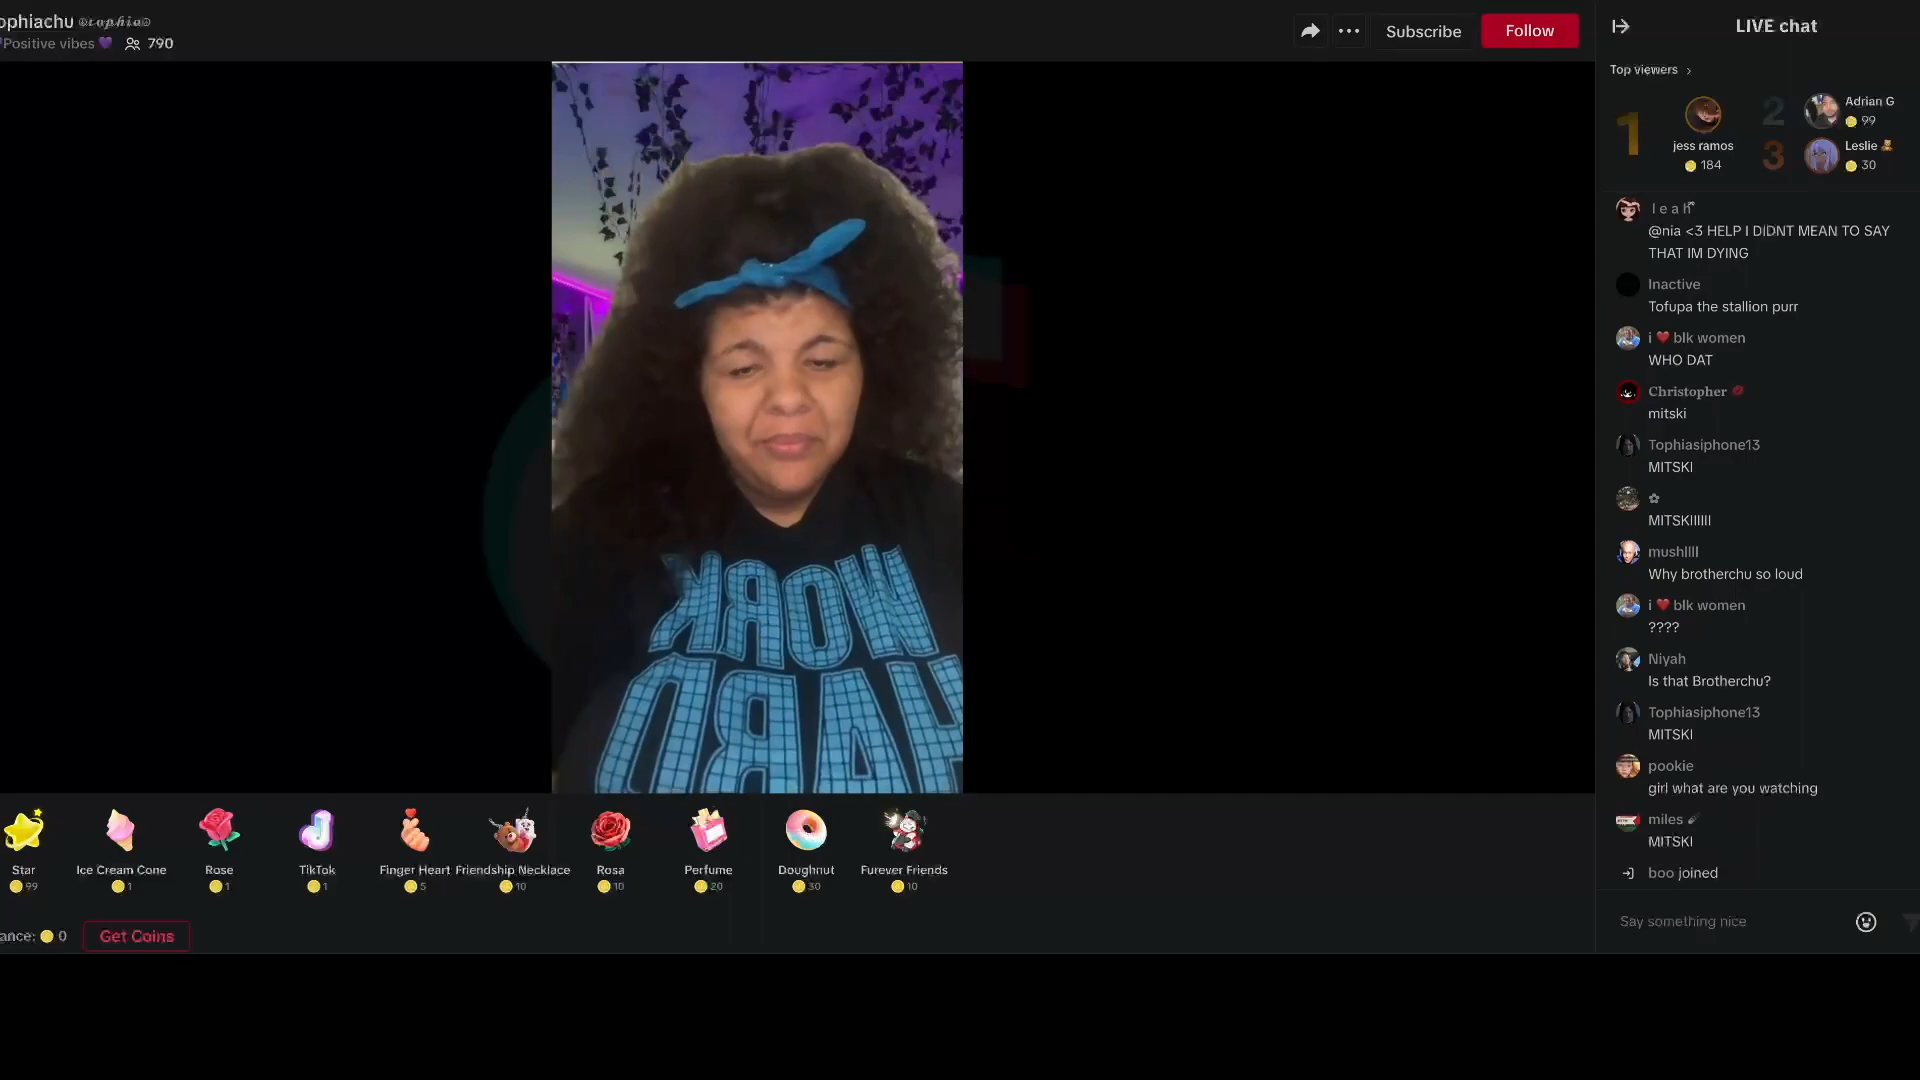 ophiachu @tophia
Positive vibes 💜 790
Subscribe
Follow
LIVE chat
Top viewers
1
jess ramos
184
2
Adrian G
99
3
Leslie 🧸
30
l e a h
@nia <3 HELP I DIDNT MEAN TO SAY
THAT IM DYING
Inactive
Tofupa the stallion purr
i ❤️ blk women
WHO DAT
Christopher 💋
mitski
Tophiasiphone13
MITSKI
✿
MITSKIIIIII
mushllll
Why brotherchu so loud
i ❤️ blk women
????
Niyah
Is that Brotherchu?
Tophiasiphone13
MITSKI
pookie
girl what are you watching
miles ☄
MITSKI
boo joined
Say something nice
WORK
HARD
Star
99
Ice Cream Cone
1
Rose
1
TikTok
1
Finger Heart
5
Friendship Necklace
10
Rosa
10
Perfume
20
Doughnut
30
Furever Friends
10
ance: 0
Get Coins